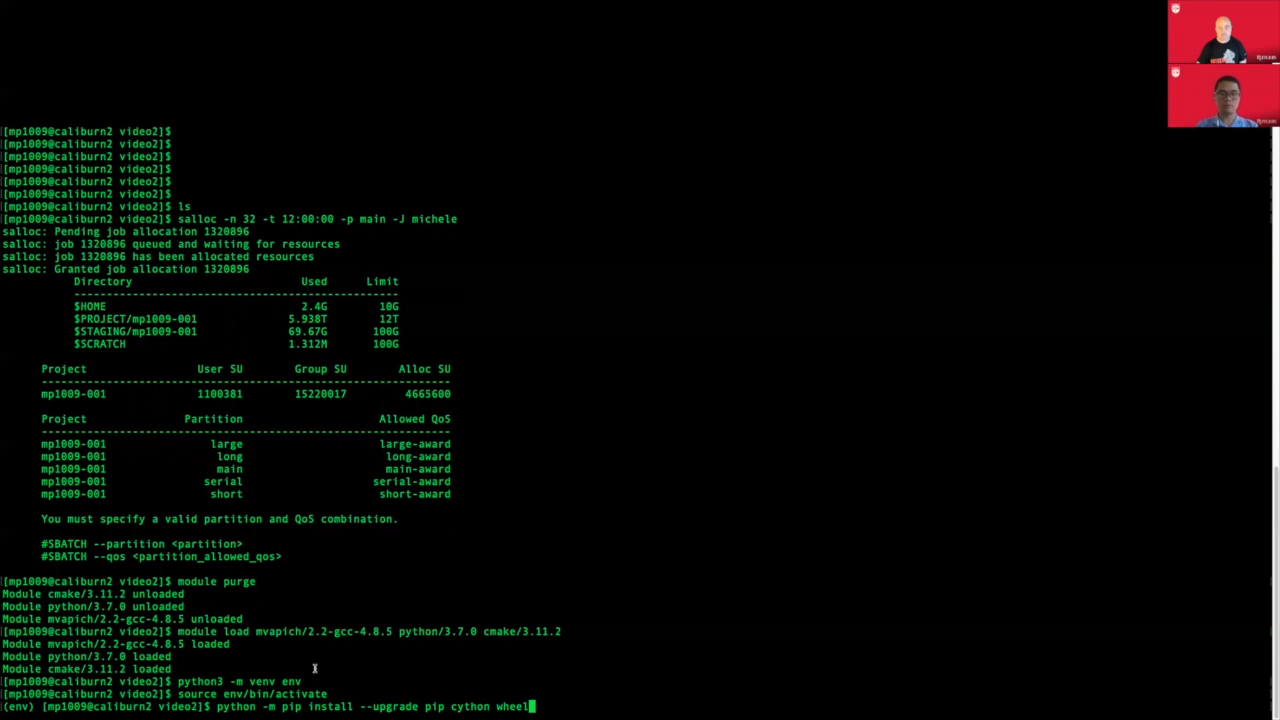 [mp1009@caliburn2 video2]$
[mp1009@caliburn2 video2]$
[mp1009@caliburn2 video2]$
[mp1009@caliburn2 video2]$
[mp1009@caliburn2 video2]$
[mp1009@caliburn2 video2]$
[mp1009@caliburn2 video2]$ ls
[mp1009@caliburn2 video2]$ salloc -n 32 -t 12:00:00 -p main -J michele
salloc: Pending job allocation 1320896
salloc: job 1320896 queued and waiting for resources
salloc: job 1320896 has been allocated resources
salloc: Granted job allocation 1320896
Directory Used Limit
--------------------------------------------------
$HOME 2.4G 10G
$PROJECT/mp1009-001 5.938T 12T
$STAGING/mp1009-001 69.67G 100G
$SCRATCH 1.312M 100G
Project User SU Group SU Alloc SU
---------------------------------------------------------------
mp1009-001 1100381 15220017 4665600
Project Partition Allowed QoS
---------------------------------------------------------------
mp1009-001 large large-award
mp1009-001 long long-award
mp1009-001 main main-award
mp1009-001 serial serial-award
mp1009-001 short short-award
You must specify a valid partition and QoS combination.
#SBATCH --partition <partition>
#SBATCH --qos <partition_allowed_qos>
[mp1009@caliburn2 video2]$ module purge
Module cmake/3.11.2 unloaded
Module python/3.7.0 unloaded
Module mvapich/2.2-gcc-4.8.5 unloaded
[mp1009@caliburn2 video2]$ module load mvapich/2.2-gcc-4.8.5 python/3.7.0 cmake/3.11.2
Module mvapich/2.2-gcc-4.8.5 loaded
Module python/3.7.0 loaded
Module cmake/3.11.2 loaded
[mp1009@caliburn2 video2]$ python3 -m venv env
[mp1009@caliburn2 video2]$ source env/bin/activate
(env) [mp1009@caliburn2 video2]$ python -m pip install --upgrade pip cython wheel